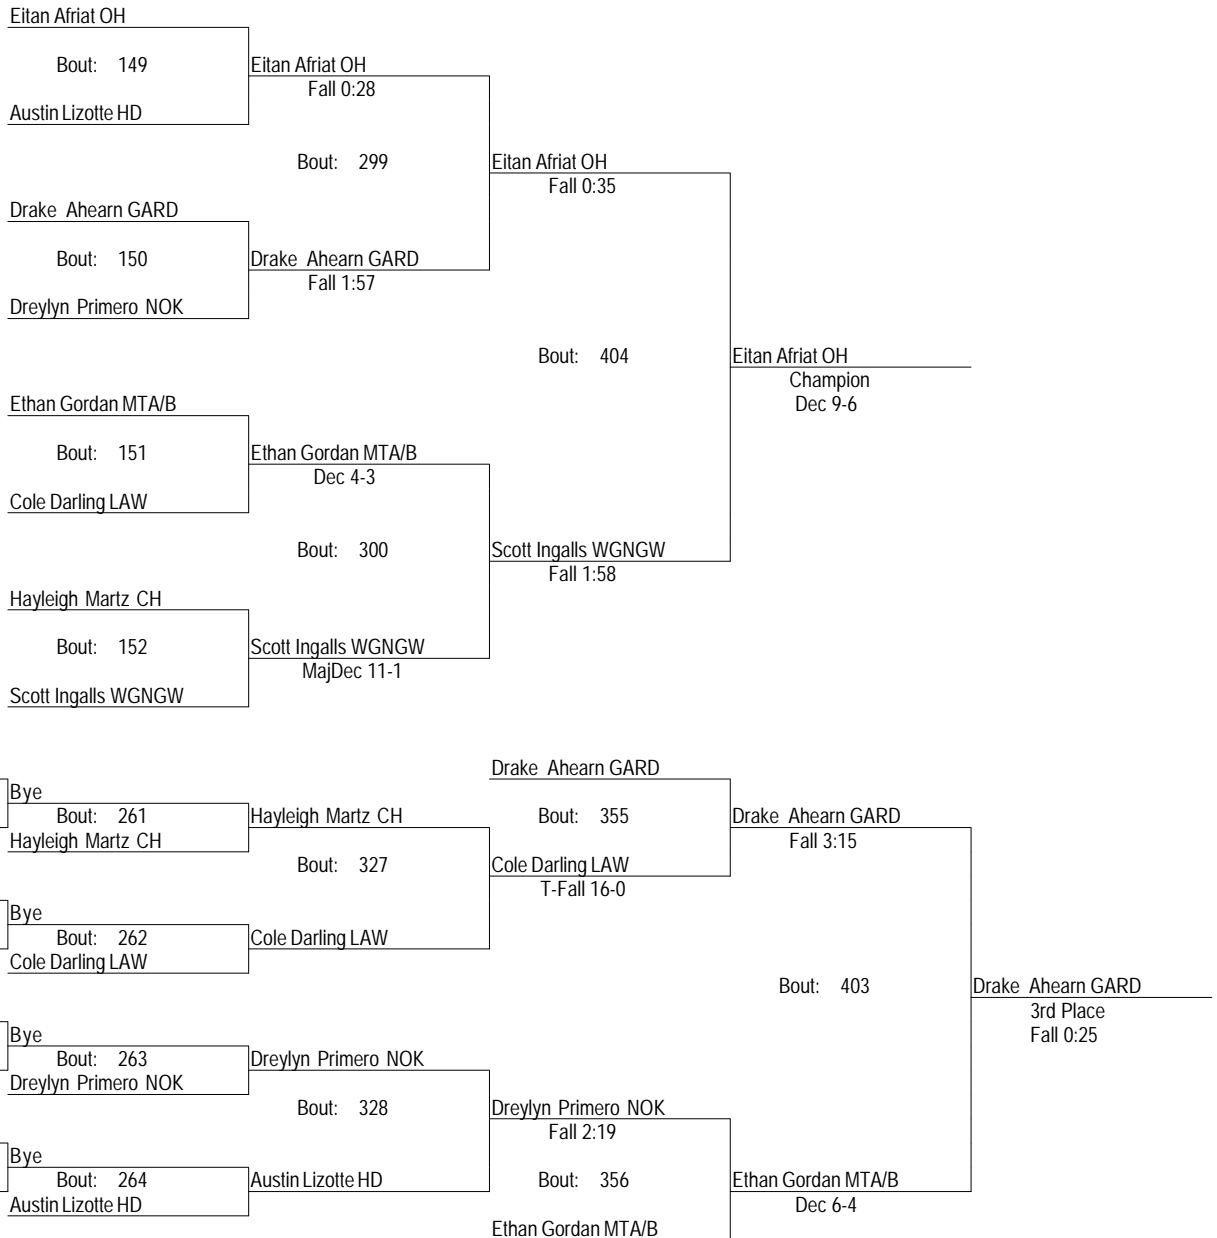 Eitan Afriat OH
Bout: 149
Eitan Afriat OH
Fall 0:28
Austin Lizotte HD
Bout: 299
Eitan Afriat OH
Fall 0:35
Drake Ahearn GARD
Bout: 150
Drake Ahearn GARD
Fall 1:57
Dreylyn Primero NOK
Bout: 404
Eitan Afriat OH
Champion
Dec 9-6
Ethan Gordan MTA/B
Bout: 151
Ethan Gordan MTA/B
Dec 4-3
Cole Darling LAW
Bout: 300
Scott Ingalls WGNGW
Fall 1:58
Hayleigh Martz CH
Bout: 152
Scott Ingalls WGNGW
MajDec 11-1
Scott Ingalls WGNGW
Drake Ahearn GARD
Bye
Bout: 261
Hayleigh Martz CH
Bout: 355
Drake Ahearn GARD
Fall 3:15
Hayleigh Martz CH
Bout: 327
Cole Darling LAW
T-Fall 16-0
Bye
Bout: 262
Cole Darling LAW
Cole Darling LAW
Bout: 403
Drake Ahearn GARD
3rd Place
Fall 0:25
Bye
Bout: 263
Dreylyn Primero NOK
Dreylyn Primero NOK
Bout: 328
Dreylyn Primero NOK
Fall 2:19
Bye
Bout: 264
Austin Lizotte HD
Bout: 356
Ethan Gordan MTA/B
Dec 6-4
Austin Lizotte HD
Ethan Gordan MTA/B